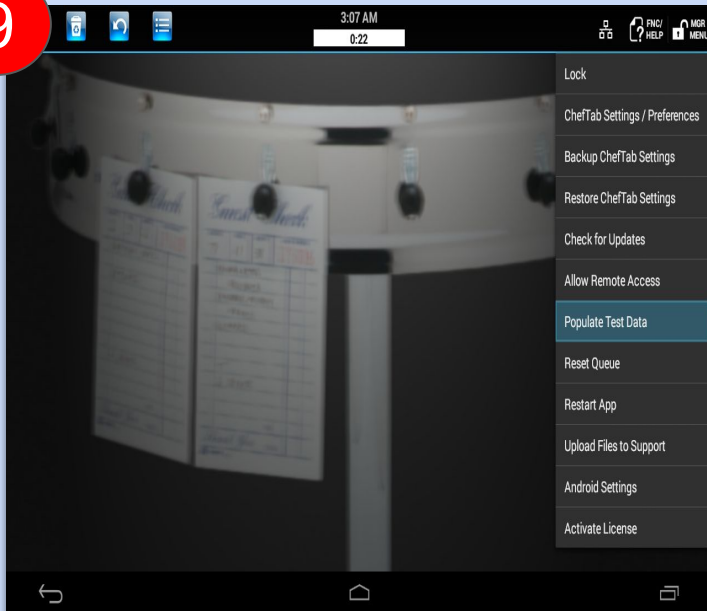 9
3:07 AM
0:22
FNC/
HELP
MGR
MENU
Guest Check
Guest Check
Lock
ChefTab Settings / Preferences
Backup ChefTab Settings
Restore ChefTab Settings
Check for Updates
Allow Remote Access
Populate Test Data
Reset Queue
Restart App
Upload Files to Support
Android Settings
Activate License